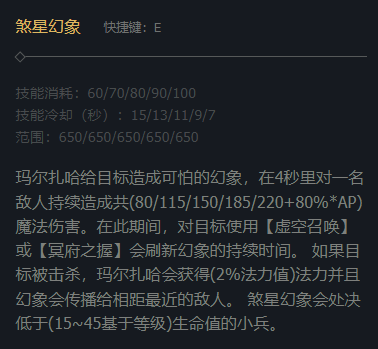 煞星幻象 快捷键：E
技能消耗：60/70/80/90/100
技能冷却（秒）：15/13/11/9/7
范围：650/650/650/650/650
玛尔扎哈给目标造成可怕的幻象，在4秒里对一名
敌人持续造成共(80/115/150/185/220+80%*AP)
魔法伤害。在此期间，对目标使用【虚空召唤】
或【冥府之握】会刷新幻象的持续时间。 如果目
标被击杀，玛尔扎哈会获得(2%法力值)法力并且
幻象会传播给相距最近的敌人。 煞星幻象会处决
低于(15~45基于等级)生命值的小兵。